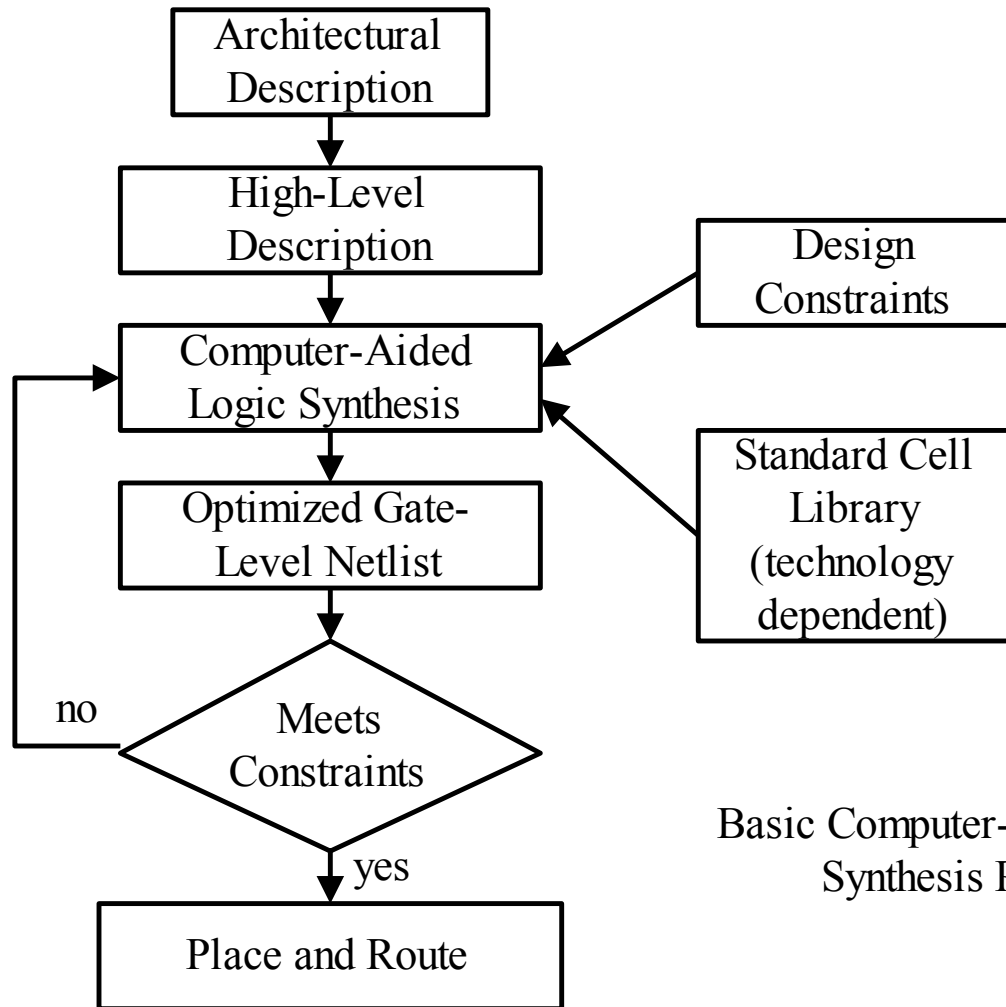 Architectural
Description
High-Level
Description
Design
Constraints
Computer-Aided
Logic Synthesis
Standard Cell
Library
(technology
dependent)
Optimized Gate-
Level Netlist
no
Meets
Constraints
yes
Basic Computer-
Synthesis
Place and Route